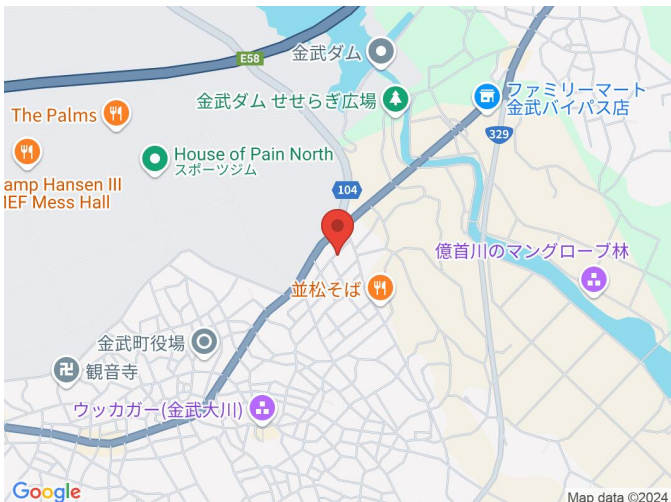 金武ダム
E58
ファミリーマート
金武バイパス店
金武ダム せせらぎ広場
The Palms
329
House of Pain North
スポーツジム
amp Hansen III
MEF Mess Hall
104
億首川のマングローブ林
並松そば
金武町役場
卍
観音寺
ウッカガー(金武大川)
Google
Map data ©2024